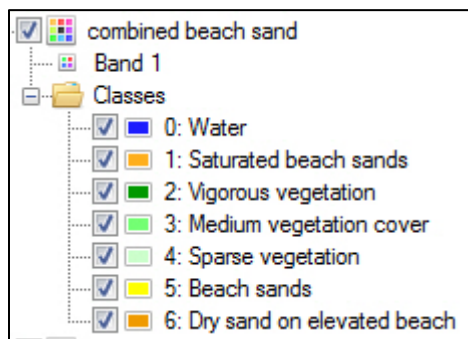 combined beach sand
Band 1
Classes
0: Water
1: Saturated beach sands
2: Vigorous vegetation
3: Medium vegetation cover
4: Sparse vegetation
5: Beach sands
6: Dry sand on elevated beach